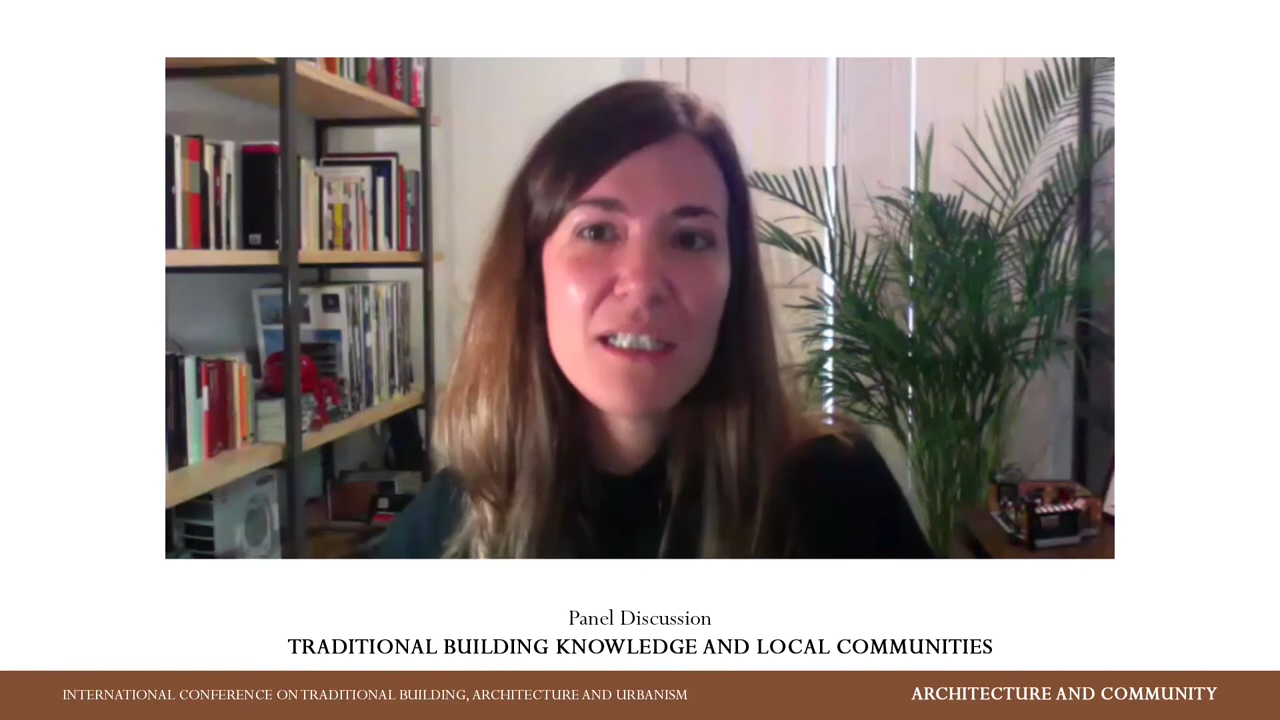 Panel Discussion
TRADITIONAL BUILDING KNOWLEDGE AND LOCAL COMMUNITIES
INTERNATIONAL CONFERENCE ON TRADITIONAL BUILDING, ARCHITECTURE AND URBANISM
ARCHITECTURE AND COMMUNITY